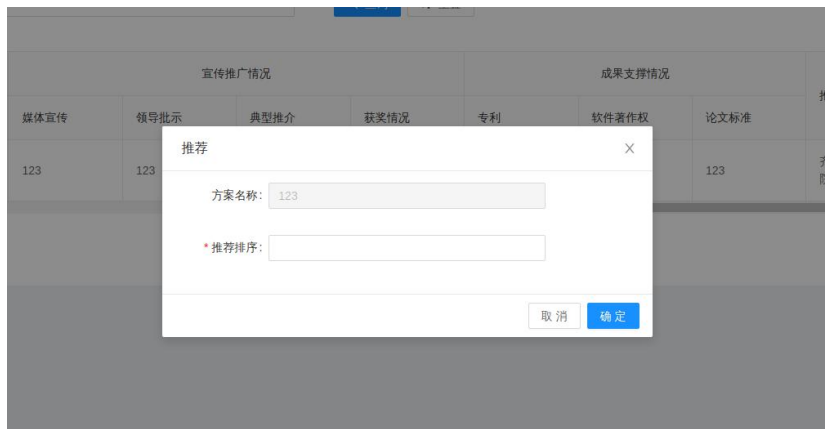 宣传推广情况
成果支撑情况
媒体宣传
领导批示
典型推介
获奖情况
专利
软件著作权
论文标准
123
123
123
推荐
X
方案名称:
123
* 推荐排序:
取 消
确 定